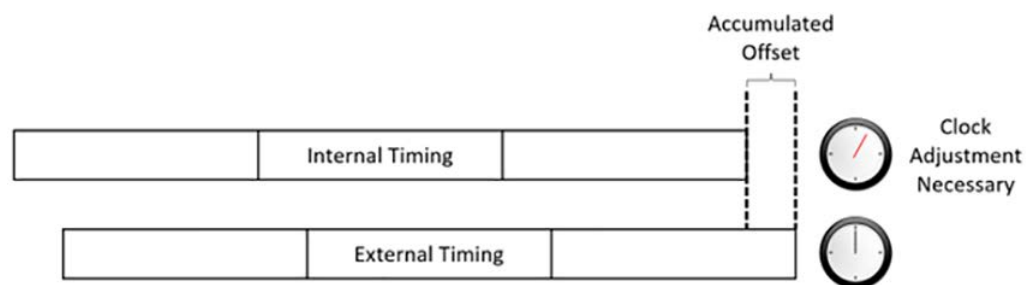 Accumulated
Offset
Internal Timing
Clock
Adjustment
Necessary
External Timing